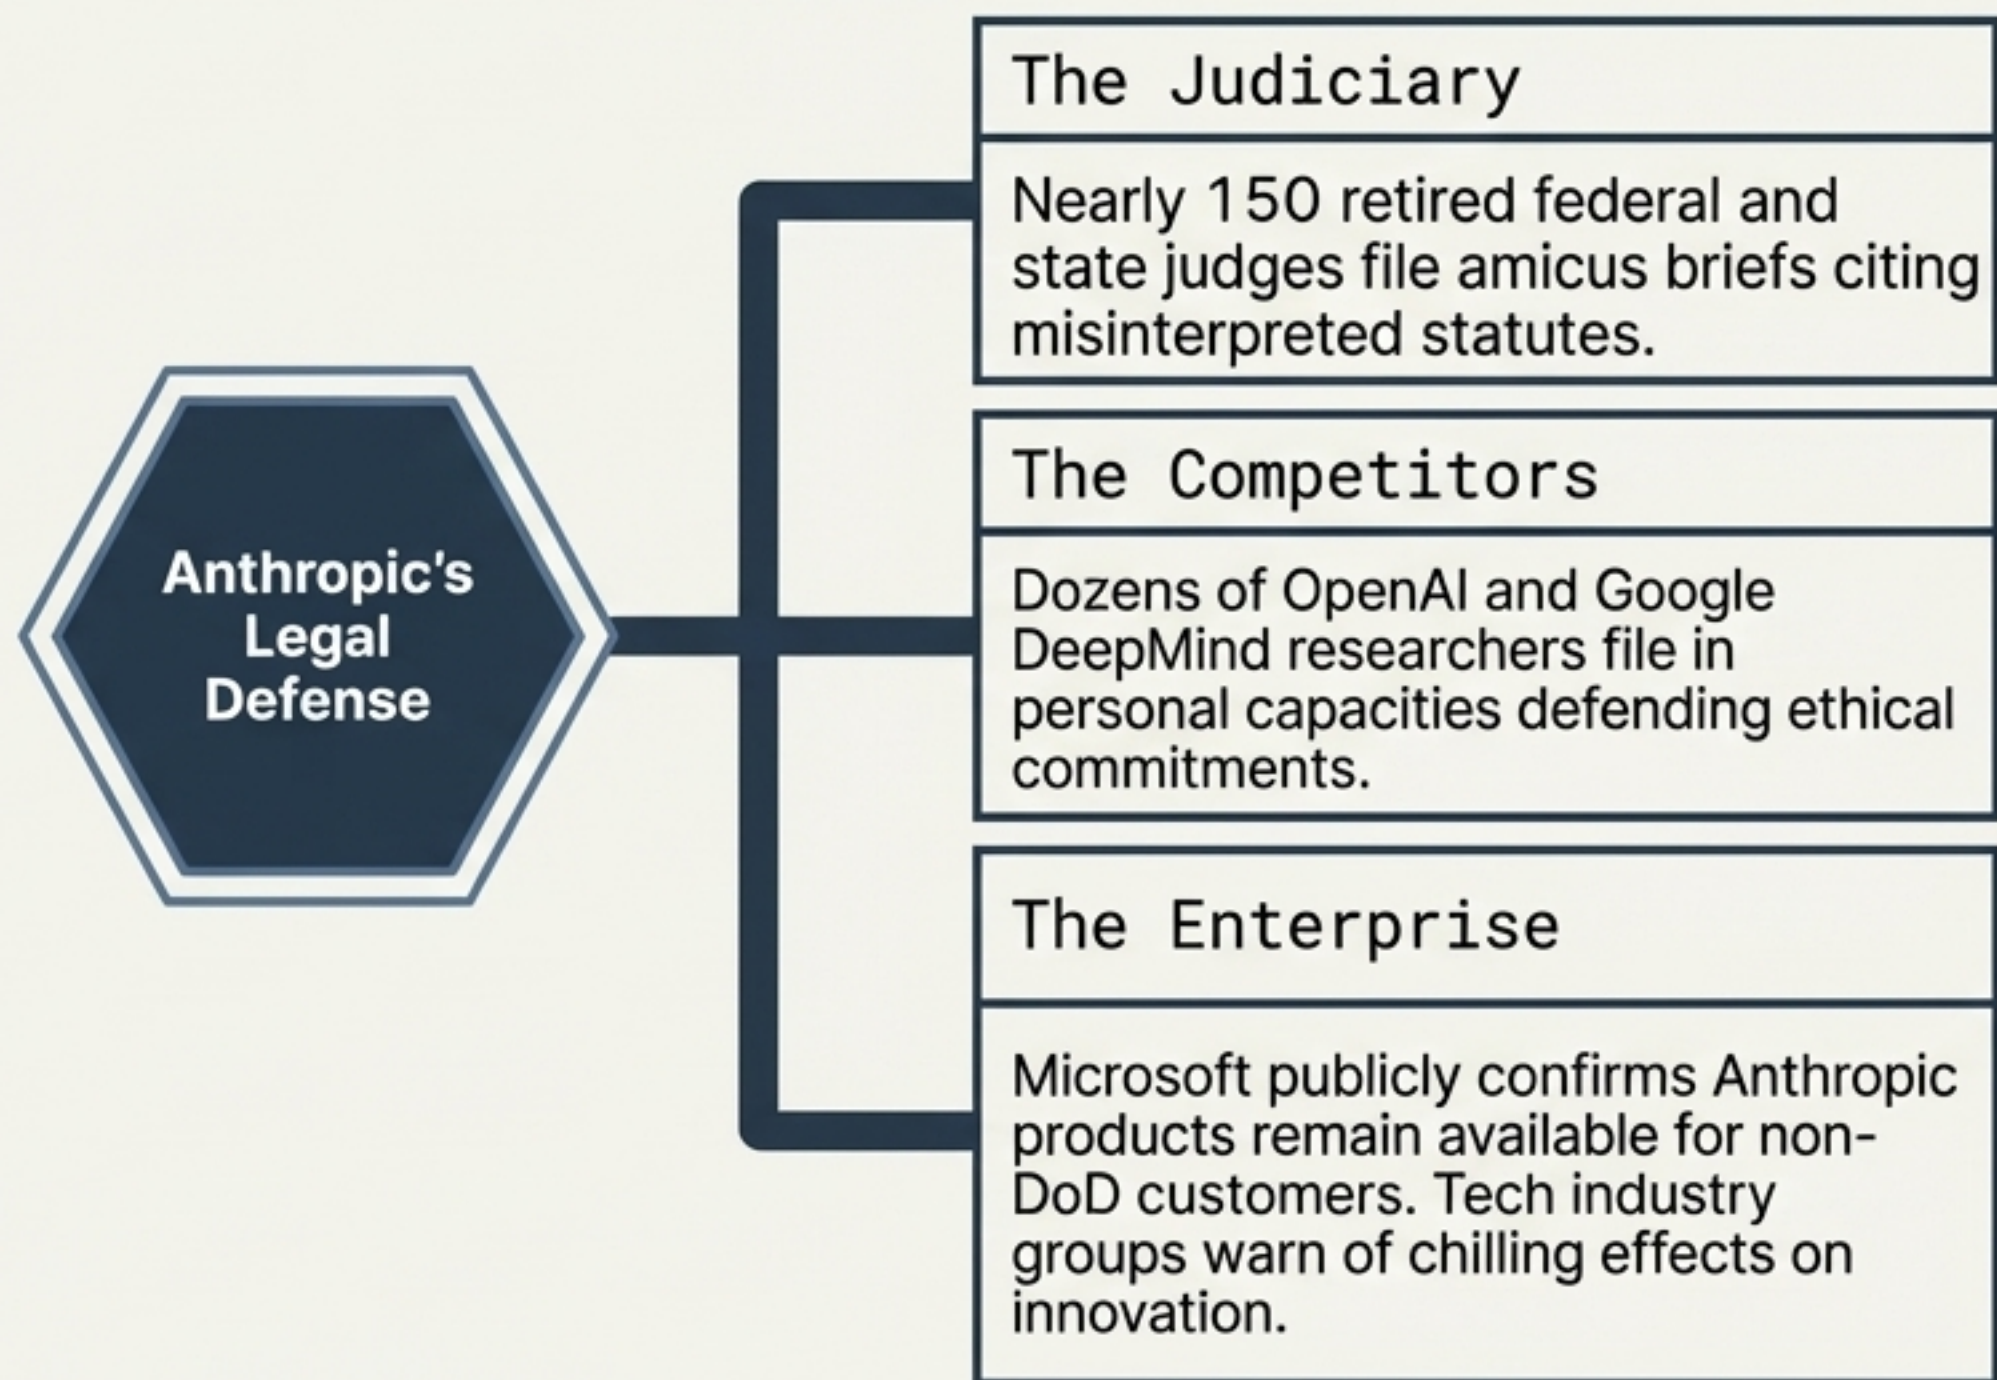 Anthropic's
Legal
Defense
The Judiciary
Nearly 150 retired federal and
state judges file amicus briefs citing
misinterpreted statutes.
The Competitors
Dozens of OpenAI and Google
DeepMind researchers file in
personal capacities defending ethical
commitments.
The Enterprise
Microsoft publicly confirms Anthropic
products remain available for non-
DoD customers. Tech industry
groups warn of chilling effects on
innovation.